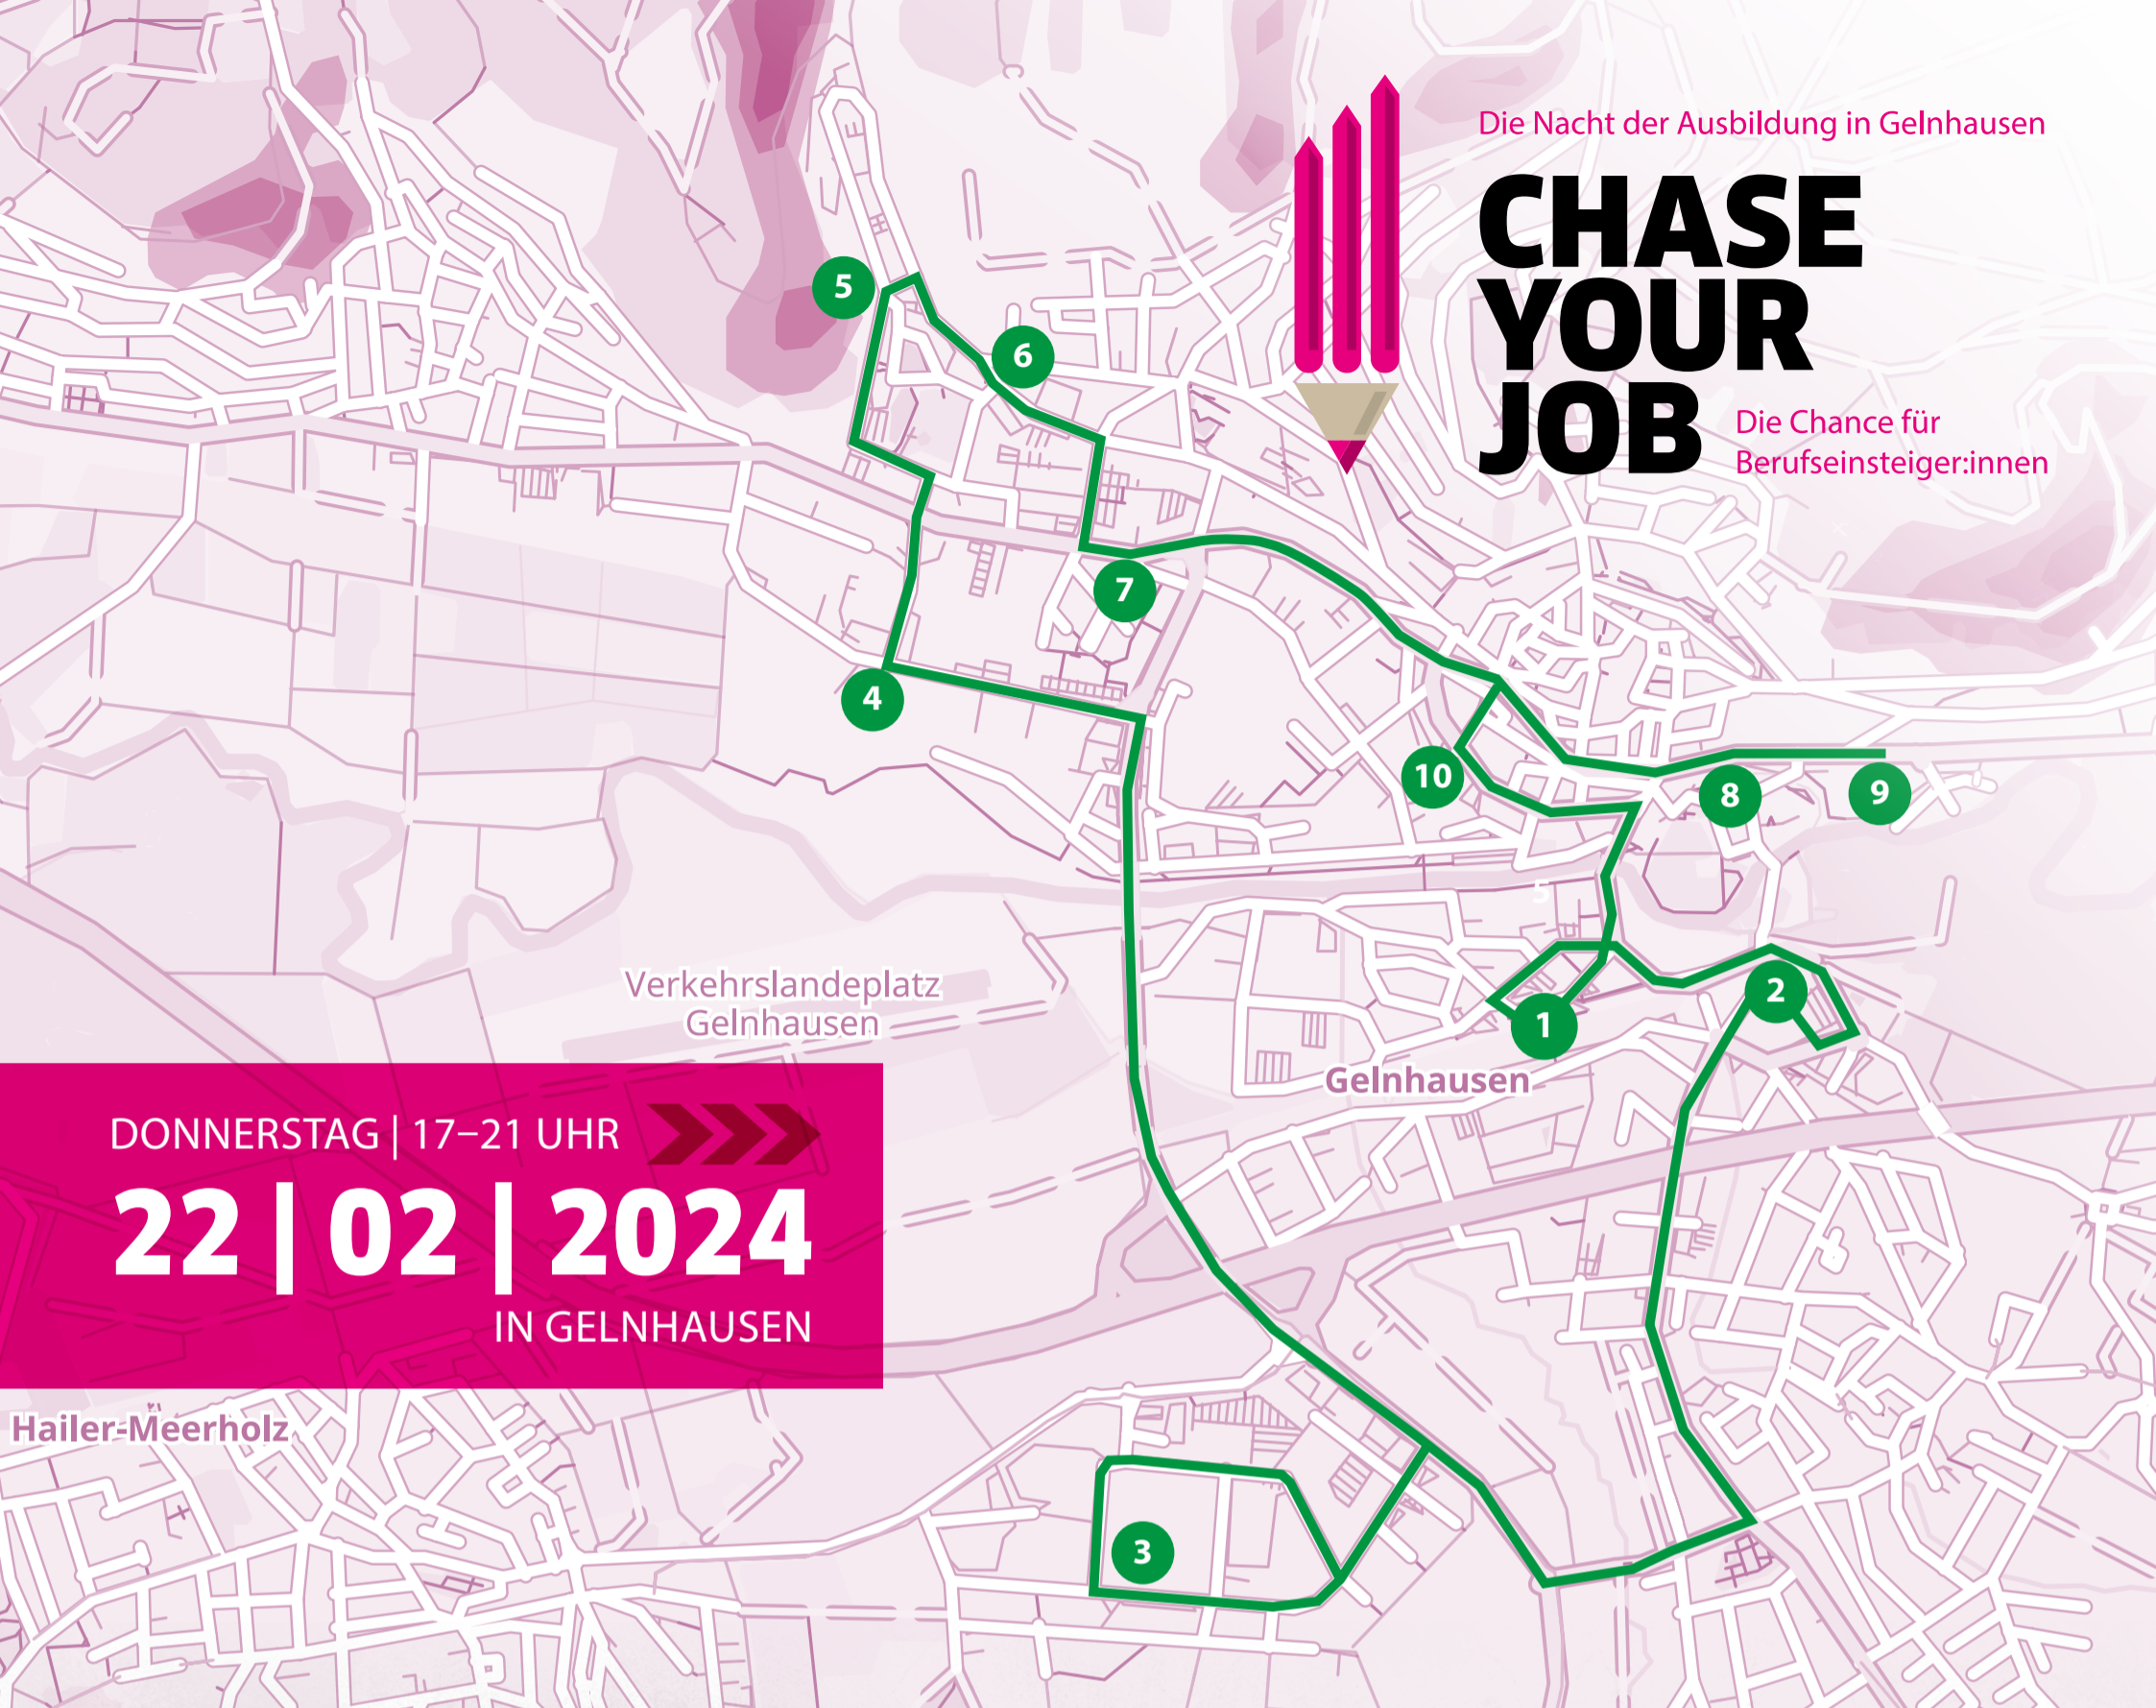 Die Nacht der Ausbildung in Gelnhausen
CHASE
YOUR
JOB
Die Chance für
Berufseinsteiger:innen
5
6
7
4
10
8
9
5
Verkehrslandeplatz
Gelnhausen
2
1
Gelnhausen
DONNERSTAG | 17–21 UHR
22 | 02 | 2024
IN GELNHAUSEN
Hailer-Meerholz
3